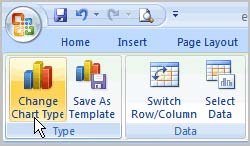 e
Home Insert Page Layout
Change Save As Switch Select
Chart Type Template Row/Column Data
Type Data